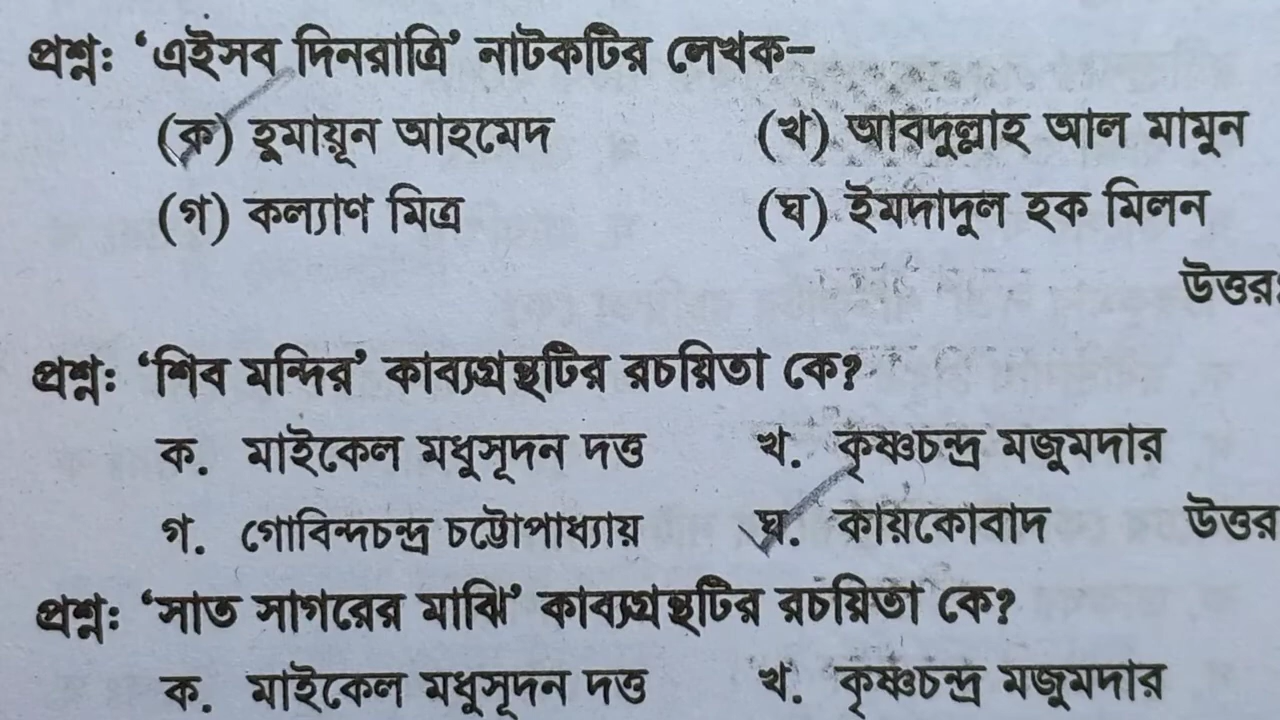 প্রশ্ন: ‘এইসব দিনরাত্রি’ নাটকটির লেখক–
(ক) হুমায়ূন আহমেদ (খ) আবদুল্লাহ আল মামুন
(গ) কল্যাণ মিত্র (ঘ) ইমদাদুল হক মিলন
উত্তর:
প্রশ্ন: ‘শিব মন্দির’ কাব্যগ্রন্থটির রচয়িতা কে?
ক. মাইকেল মধুসূদন দত্ত খ. কৃষ্ণচন্দ্র মজুমদার
গ. গোবিন্দচন্দ্র চট্টোপাধ্যায় ঘ. কায়কোবাদ উত্তর
প্রশ্ন: ‘সাত সাগরের মাঝি’ কাব্যগ্রন্থটির রচয়িতা কে?
ক. মাইকেল মধুসূদন দত্ত খ. কৃষ্ণচন্দ্র মজুমদার